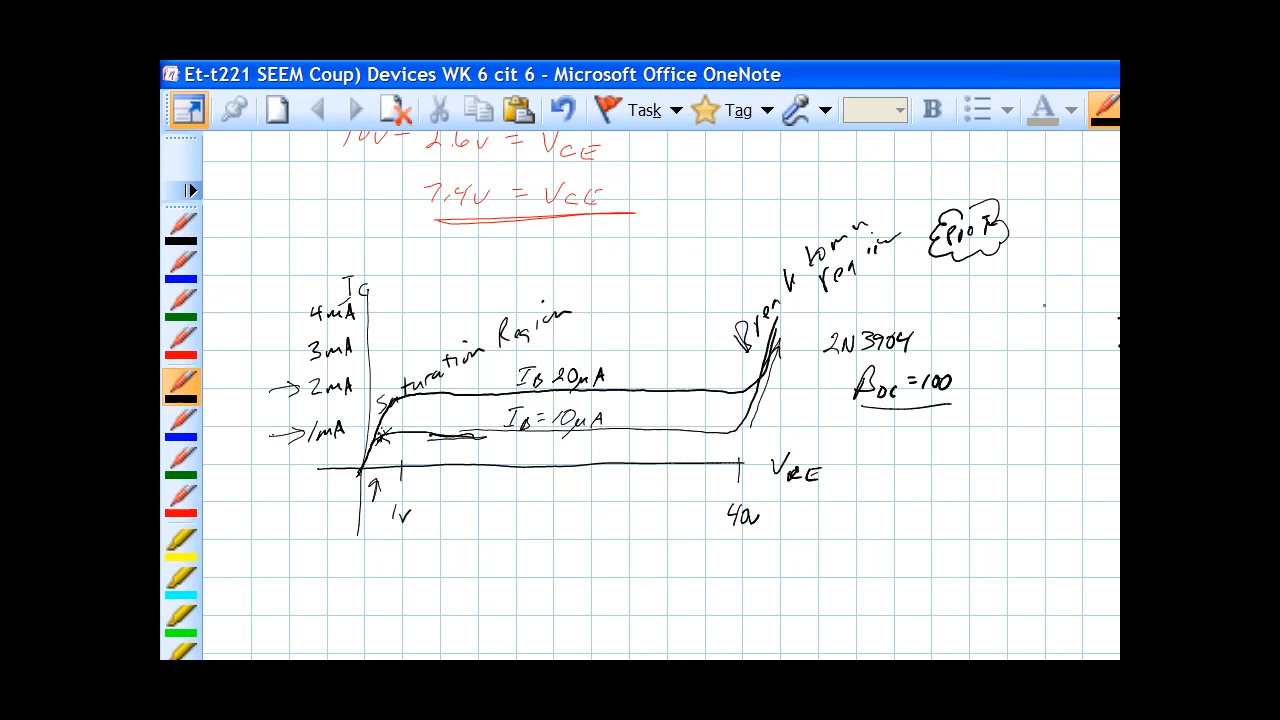 Et-t221 SEEM Coup) Devices WK 6 cit 6 - Microsoft Office OneNote
Task Tag B A
10V - 2.6V = VCE
7.4V = VCE
EPROT
Breakdown region
IC
4mA
3mA
2mA
1mA
Saturation Region
IB 20μA
IB = 10μA
2N3904
βDC = 100
VCE
1v
40v